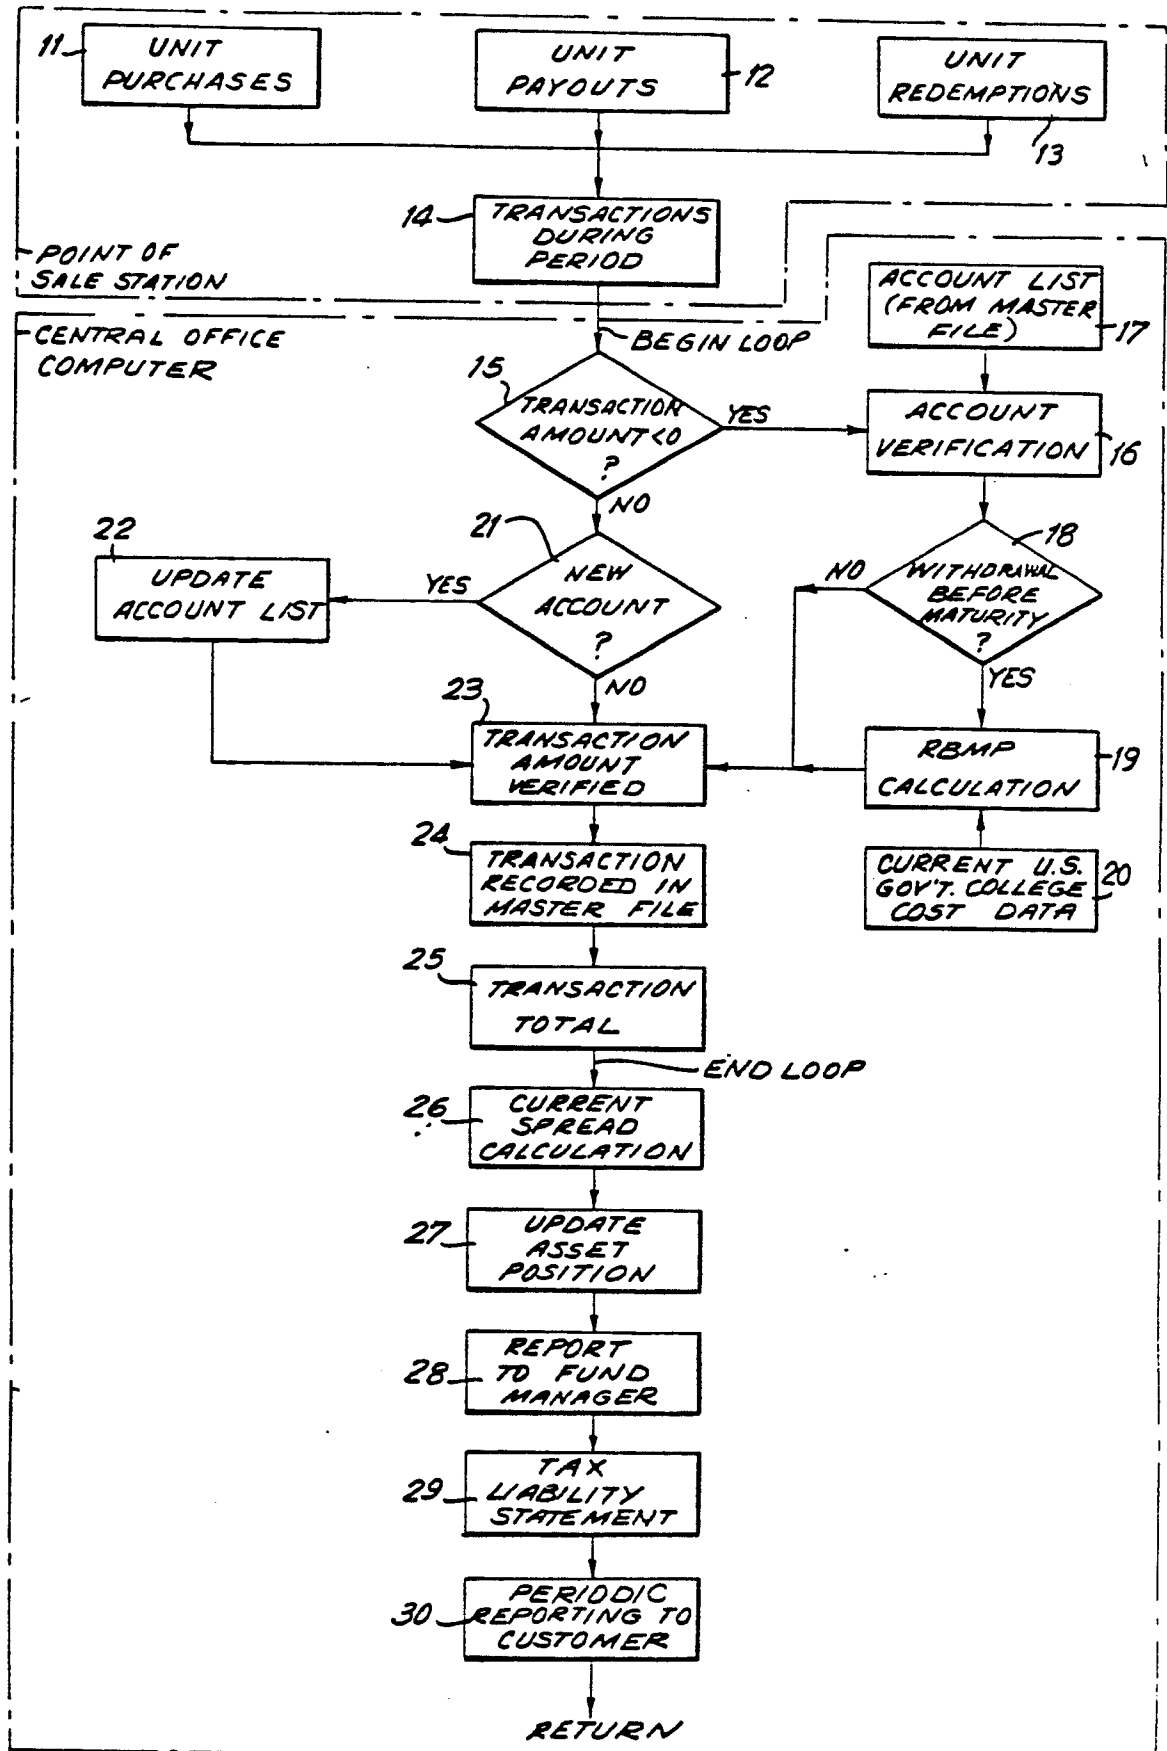 11
UNIT
PURCHASES
UNIT
PAYOUTS
12
UNIT
REDEMPTIONS
13
14
TRANSACTIONS
DURING
PERIOD
POINT OF
SALE STATION
CENTRAL OFFICE
COMPUTER
BEGIN LOOP
ACCOUNT LIST
(FROM MASTER
FILE)
17
15
TRANSACTION
AMOUNT<0
?
YES
NO
ACCOUNT
VERIFICATION
16
18
WITHDRAWAL
BEFORE
MATURITY
?
NO
YES
21
NEW
ACCOUNT
?
YES
NO
22
UPDATE
ACCOUNT LIST
23
TRANSACTION
AMOUNT
VERIFIED
RBMP
CALCULATION
19
24
TRANSACTION
RECORDED IN
MASTER FILE
CURRENT U.S.
GOV'T. COLLEGE
COST DATA
20
25
TRANSACTION
TOTAL
END LOOP
26
CURRENT
SPREAD
CALCULATION
27
UPDATE
ASSET
POSITION
28
REPORT
TO FUND
MANAGER
29
TAX
LIABILITY
STATEMENT
30
PERIODIC
REPORTING TO
CUSTOMER
RETURN